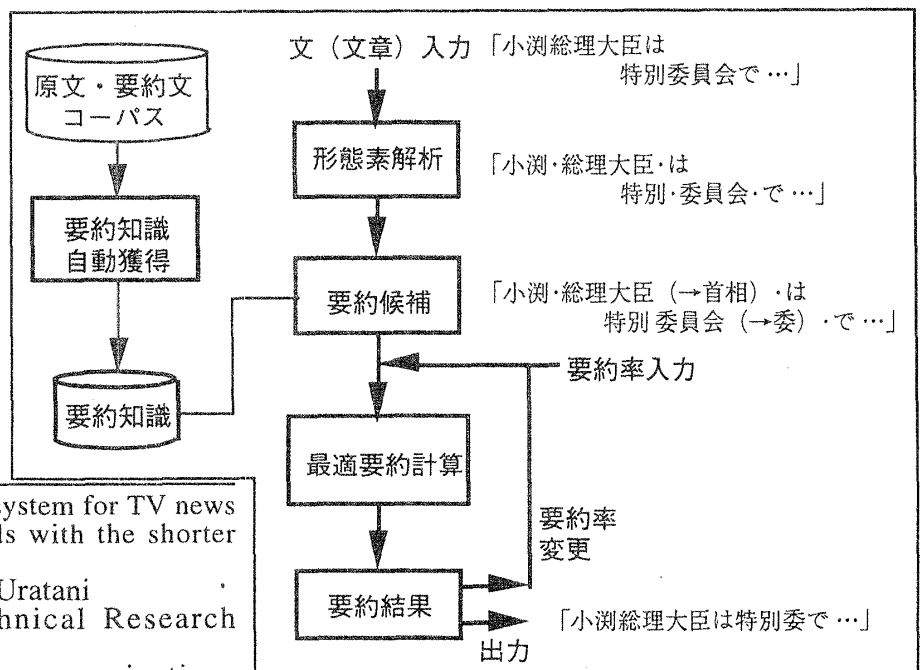 文（文章）入力「小渕総理大臣は
特別委員会で…」
原文・要約文
コーパス
形態素解析
「小渕・総理大臣・は
特別・委員会・で…」
要約知識
自動獲得
要約候補
「小渕・総理大臣（→首相）・は
特別委員会（→委）・で…」
要約率入力
要約知識
最適要約計算
要約率
変更
要約結果
「小渕総理大臣は特別委で…」
出力
system for TV news
ds with the shorter
Uratani
hnical Research